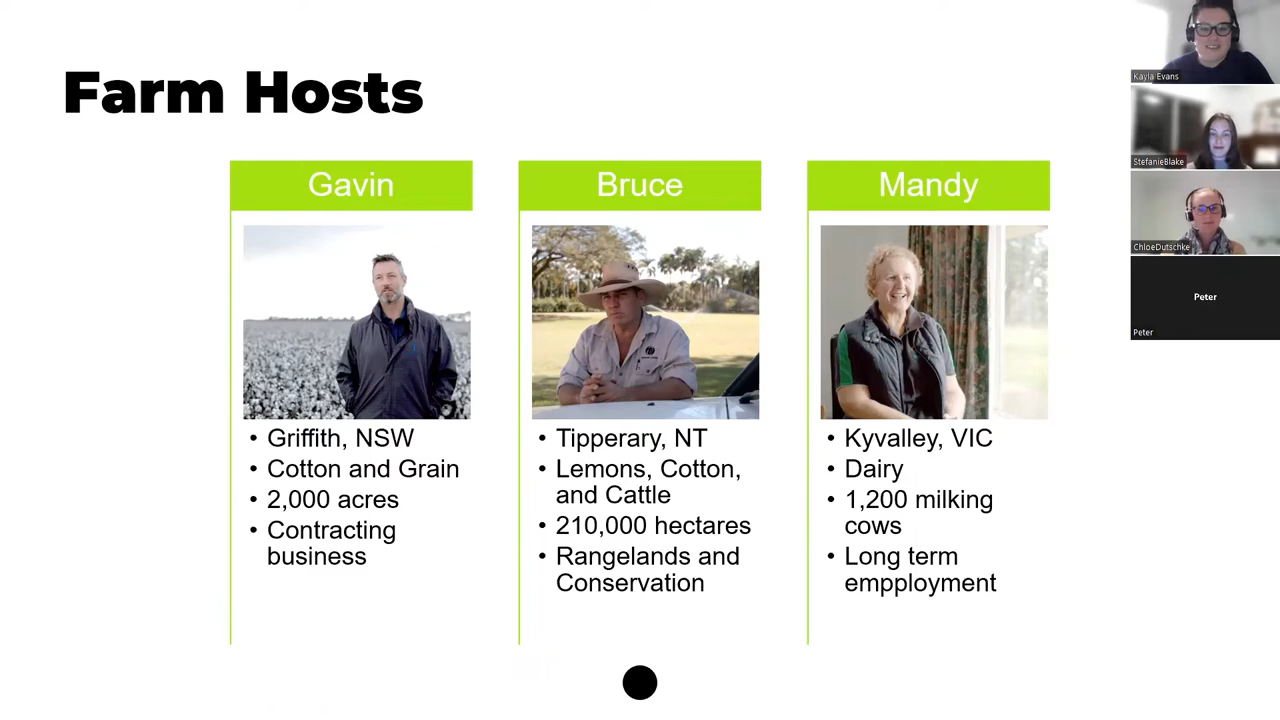 Farm Hosts
Gavin
Griffith, NSW
Cotton and Grain
2,000 acres
Contracting
business
Bruce
Tipperary, NT
Lemons, Cotton,
and Cattle
210,000 hectares
Rangelands and
Conservation
Mandy
Kyvalley, VIC
Dairy
1,200 milking
cows
Long term
empployment
Kayla Evans
StefanieBlake
ChloeDutschke
Peter
Peter